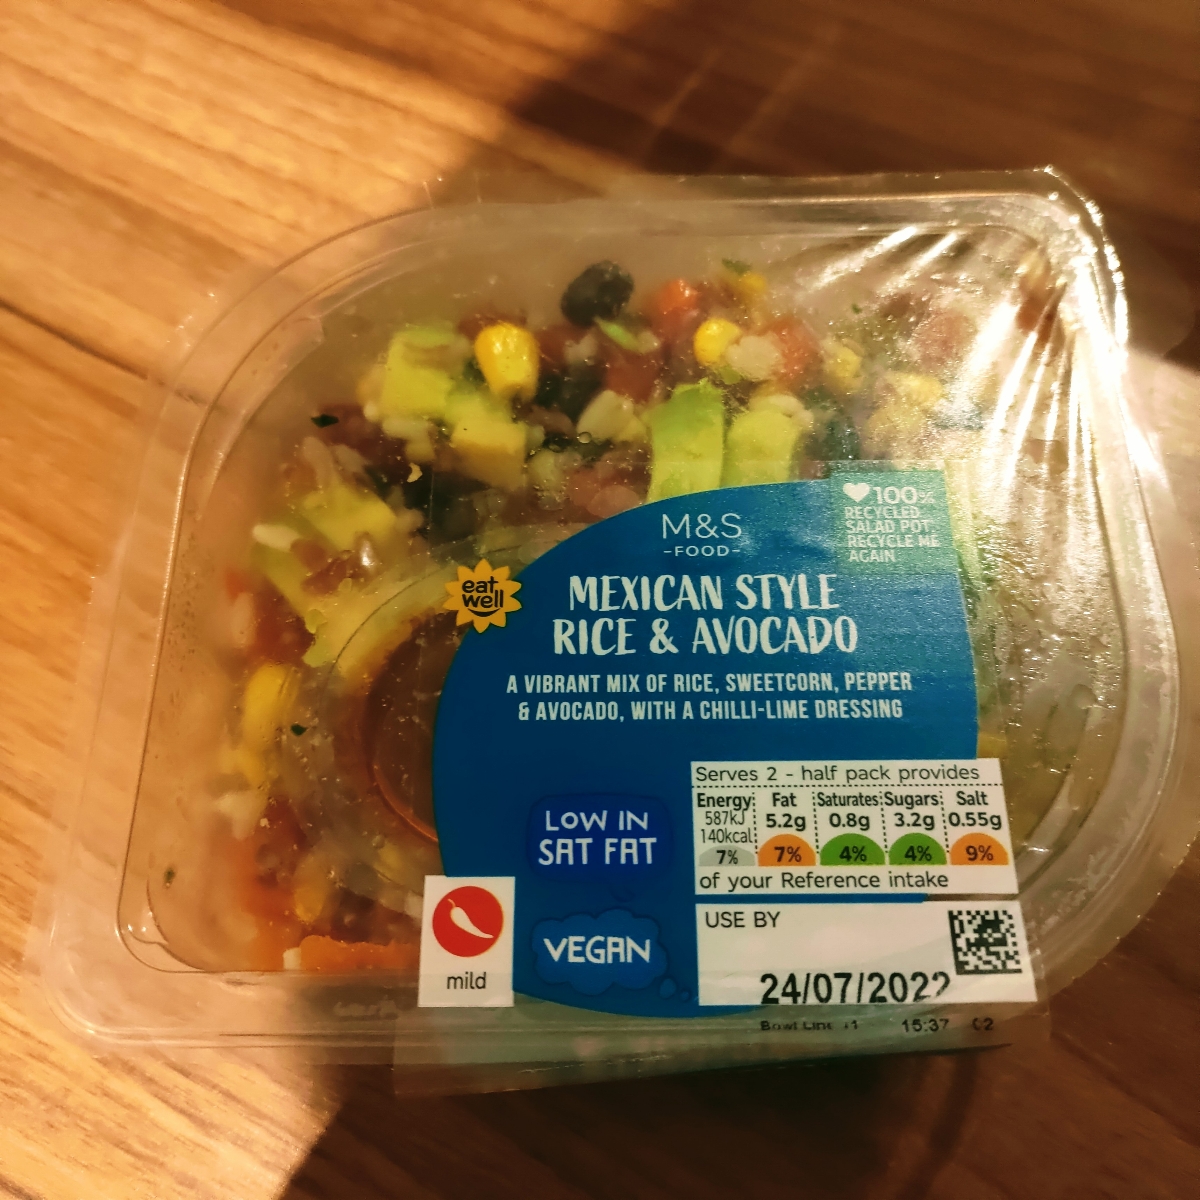 100%
RECYCLED
SALAD POT,
RECYCLE ME
AGAIN
M&S
-FOOD-
eat
well
MEXICAN STYLE
RICE & AVOCADO
A VIBRANT MIX OF RICE, SWEETCORN, PEPPER
& AVOCADO, WITH A CHILLI-LIME DRESSING
LOW IN
SAT FAT
VEGAN
mild
Serves 2 - half pack provides
Energy Fat Saturates Sugars Salt
587kJ 5.2g 0.8g 3.2g 0.55g
140kcal
7% 7% 4% 4% 9%
of your Reference intake
USE BY
24/07/2022
Bowl Line 15:37